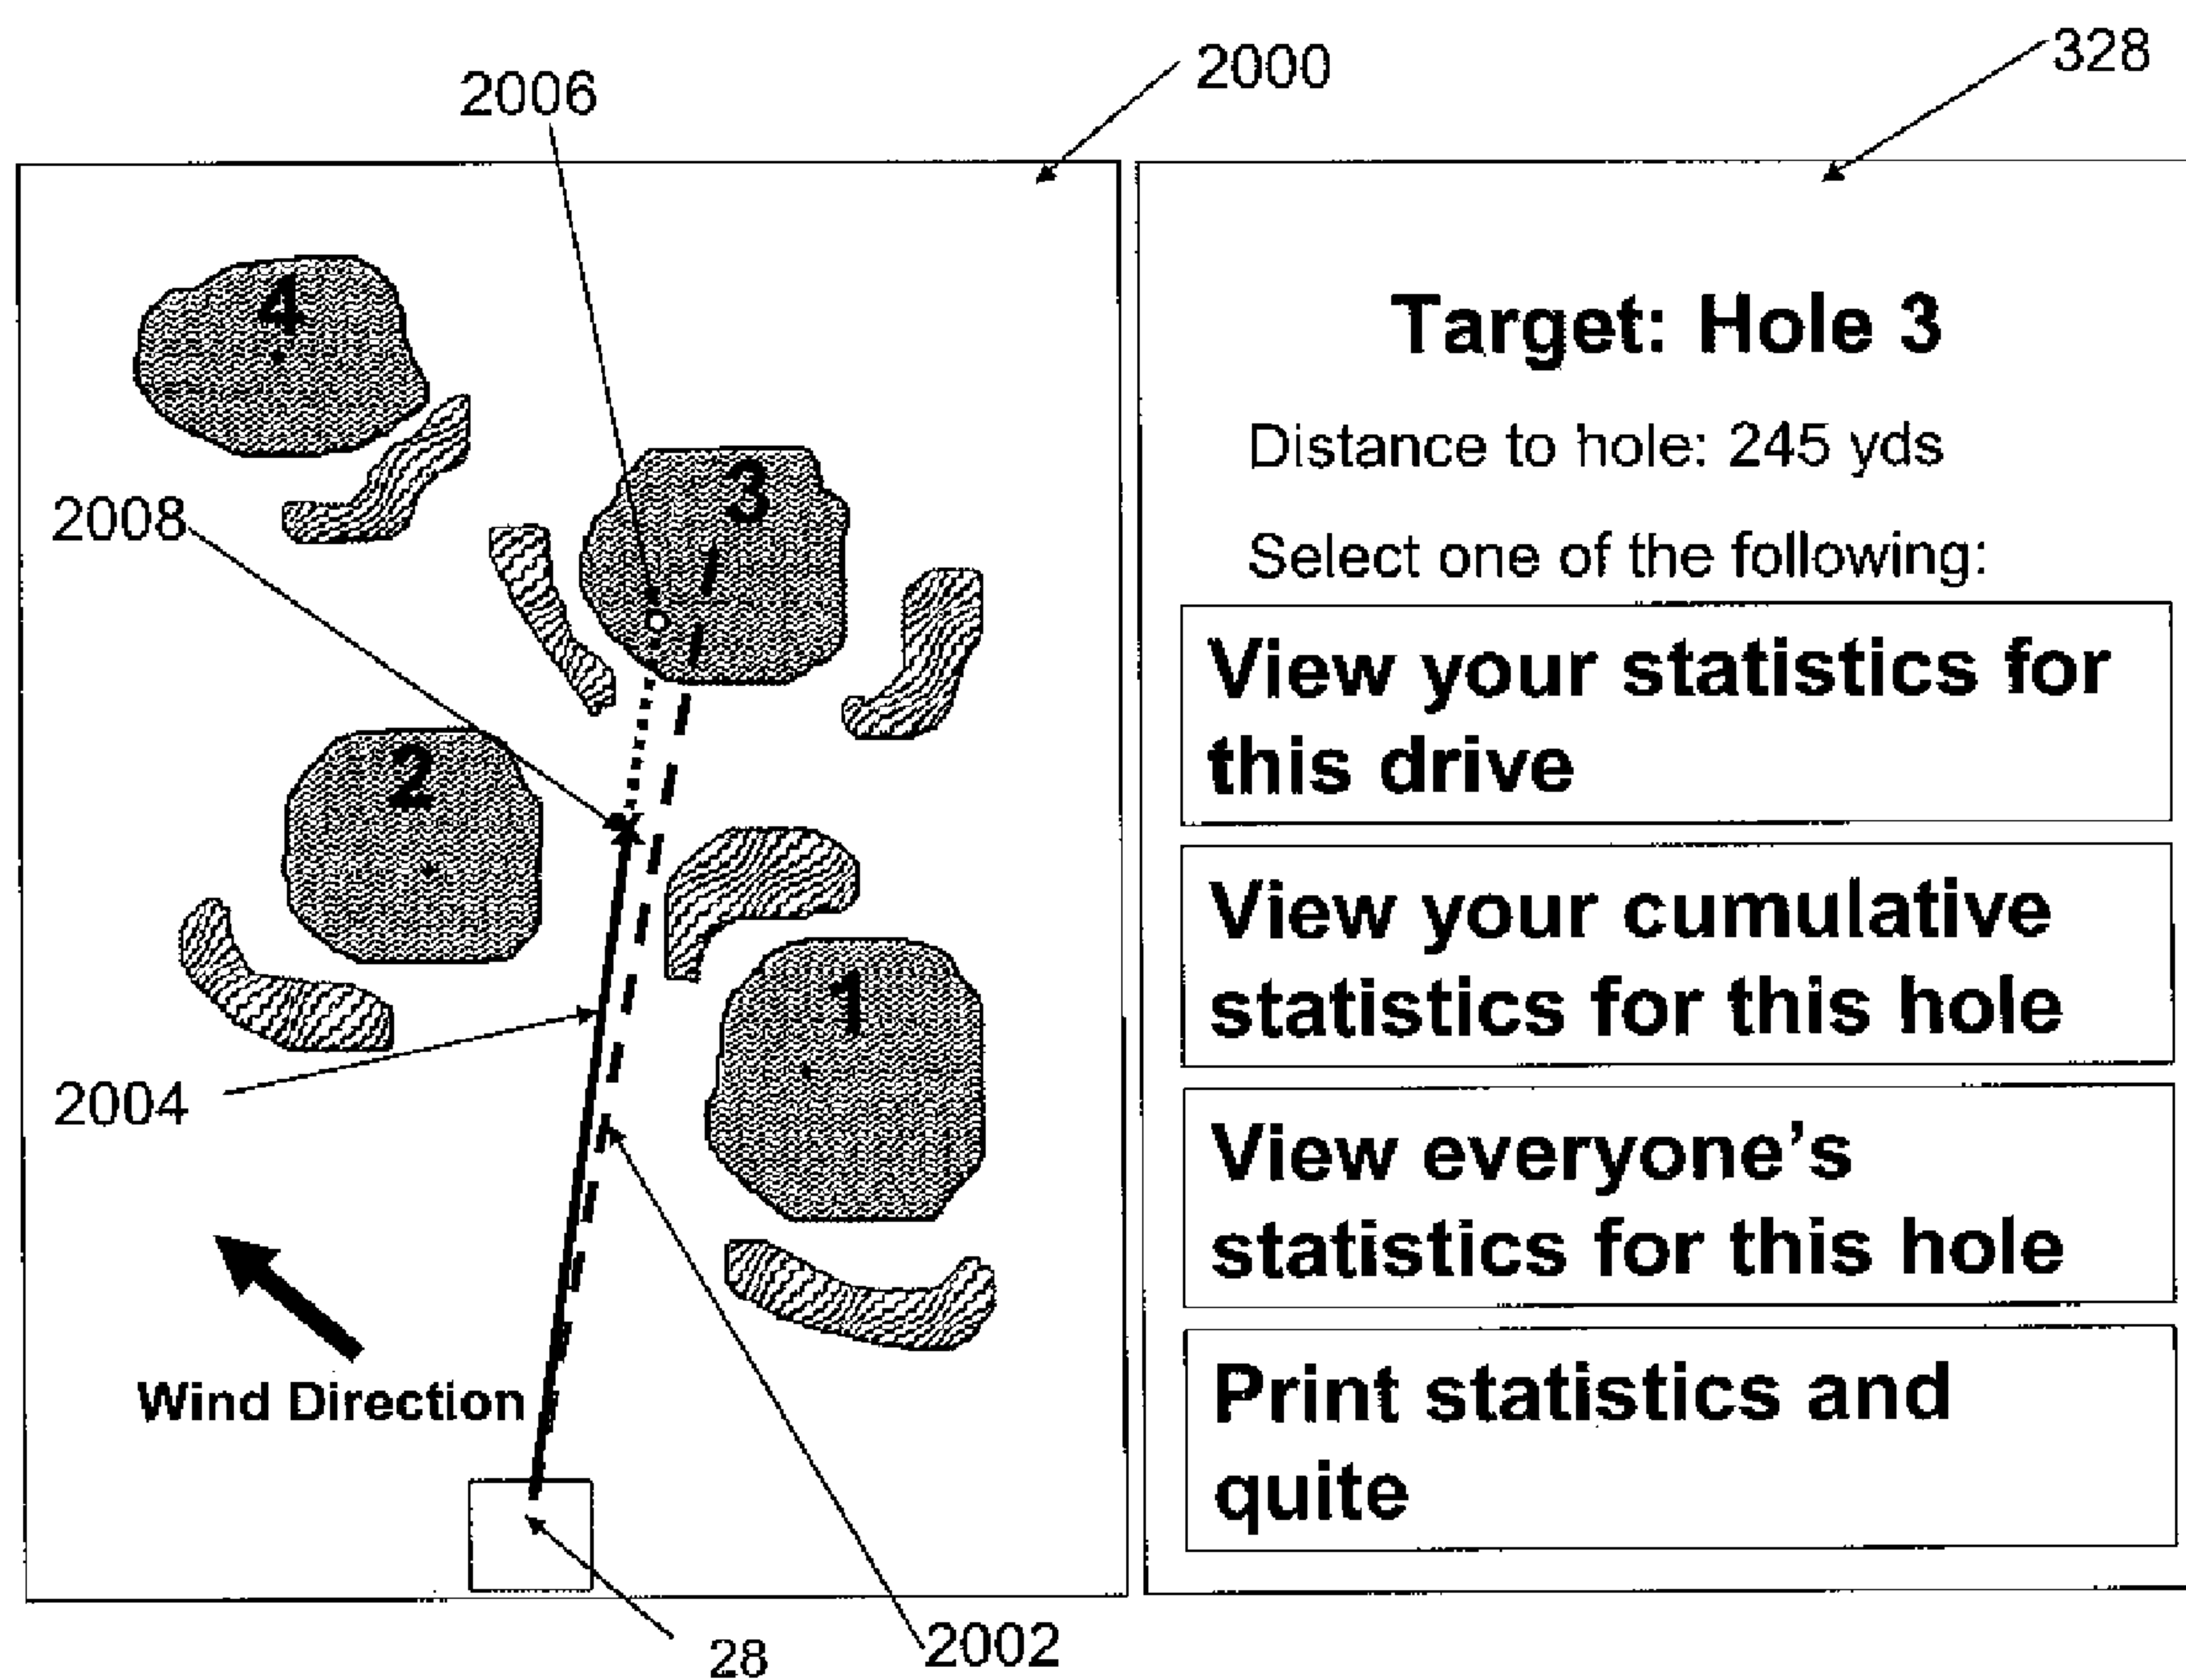 2006
2000
328
4
3
2008
2
1
2004
Wind Direction
28
2002
Target: Hole 3
Distance to hole: 245 yds
Select one of the following:
View your statistics for
this drive
View your cumulative
statistics for this hole
View everyone's
statistics for this hole
Print statistics and
quite